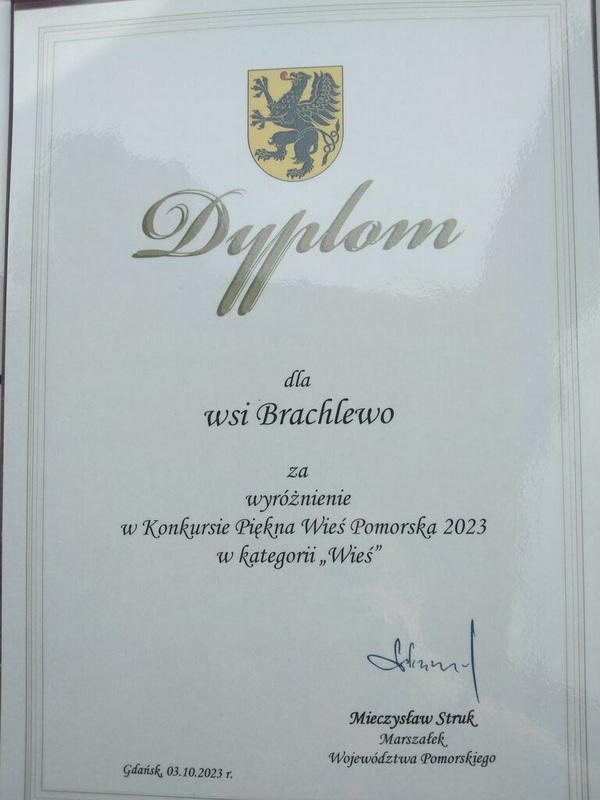 Dyplom
dla
wsi Brachlewo
za
wyróżnienie
w Konkursie Piękna Wieś Pomorska 2023
w kategorii „Wieś”
Mieczysław Struk
Marszałek
Województwa Pomorskiego
Gdańsk, 03.10.2023 r.